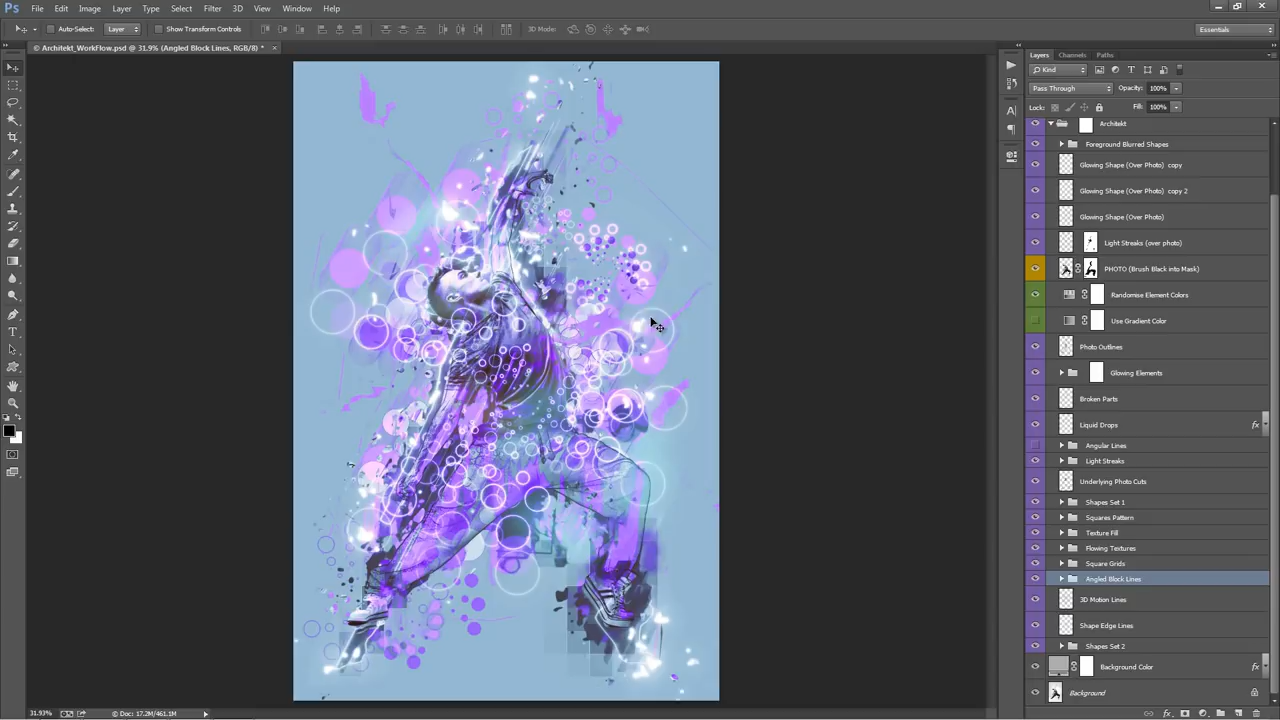 Ps File Edit Image Layer Type Select Filter 3D View Window Help
Auto-Select: Layer Show Transform Controls 3D Mode: Essentials
© Architekt_WorkFlow.psd @ 31.9% (Angled Block Lines, RGB/8) * ×
Layers Channels Paths
Kind
Pass Through Opacity: 100%
Lock: Fill: 100%
Architekt
Foreground Blurred Shapes
Glowing Shape (Over Photo) copy
Glowing Shape (Over Photo) copy 2
Glowing Shape (Over Photo)
Light Streaks (over photo)
PHOTO (Brush Black into Mask)
Randomise Element Colors
Use Gradient Color
Photo Outlines
Glowing Elements
Broken Parts
Liquid Drops fx
Angular Lines
Light Streaks
Underlying Photo Cuts
Shapes Set 1
Squares Pattern
Texture Fill
Flowing Textures
Square Grids
Angled Block Lines
3D Motion Lines
Shape Edge Lines
Shapes Set 2
Background Color fx
Background
31.93% © Doc: 17.2M/461.1M